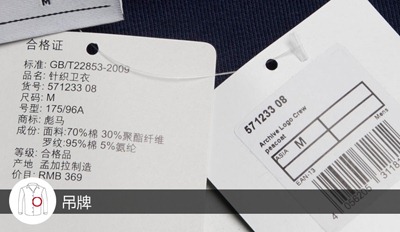 M
合格证
标准: GB/T22853-2009
品名: 针织卫衣
货号: 571233 08
尺码: M
型号: 175/96A
商标: 彪马
成份: 面料:70%棉 30%聚酯纤维
罗纹:95%棉 5%氨纶
等级: 合格品
产地: 孟加拉制造
价目: RMB 369
571233 08
Archive Logo Crew
peacoat
ASIA
M
Mens
EAN-13
吊牌